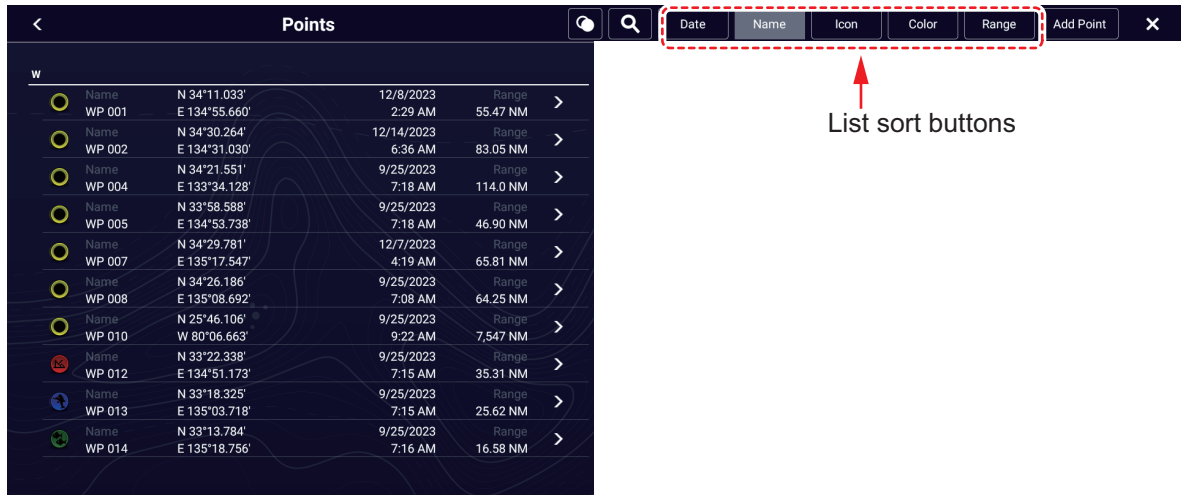 Points
Date Name Icon Color Range Add Point
List sort buttons
W
Name N 34°11.033' 12/8/2023 Range
WP 001 E 134°55.660' 2:29 AM 55.47 NM
Name N 34°30.264' 12/14/2023 Range
WP 002 E 134°31.030' 6:36 AM 83.05 NM
Name N 34°21.551' 9/25/2023 Range
WP 004 E 133°34.128' 7:18 AM 114.0 NM
Name N 33°58.588' 9/25/2023 Range
WP 005 E 134°53.738' 7:18 AM 46.90 NM
Name N 34°29.781' 12/7/2023 Range
WP 007 E 135°17.547' 4:19 AM 65.81 NM
Name N 34°26.186' 9/25/2023 Range
WP 008 E 135°08.692' 7:08 AM 64.25 NM
Name N 25°46.106' 9/25/2023 Range
WP 010 W 80°06.663' 9:22 AM 7,547 NM
Name N 33°22.338' 9/25/2023 Range
WP 012 E 134°51.173' 7:15 AM 35.31 NM
Name N 33°18.325' 9/25/2023 Range
WP 013 E 135°03.718' 7:15 AM 25.62 NM
Name N 33°13.784' 9/25/2023 Range
WP 014 E 135°18.756' 7:16 AM 16.58 NM